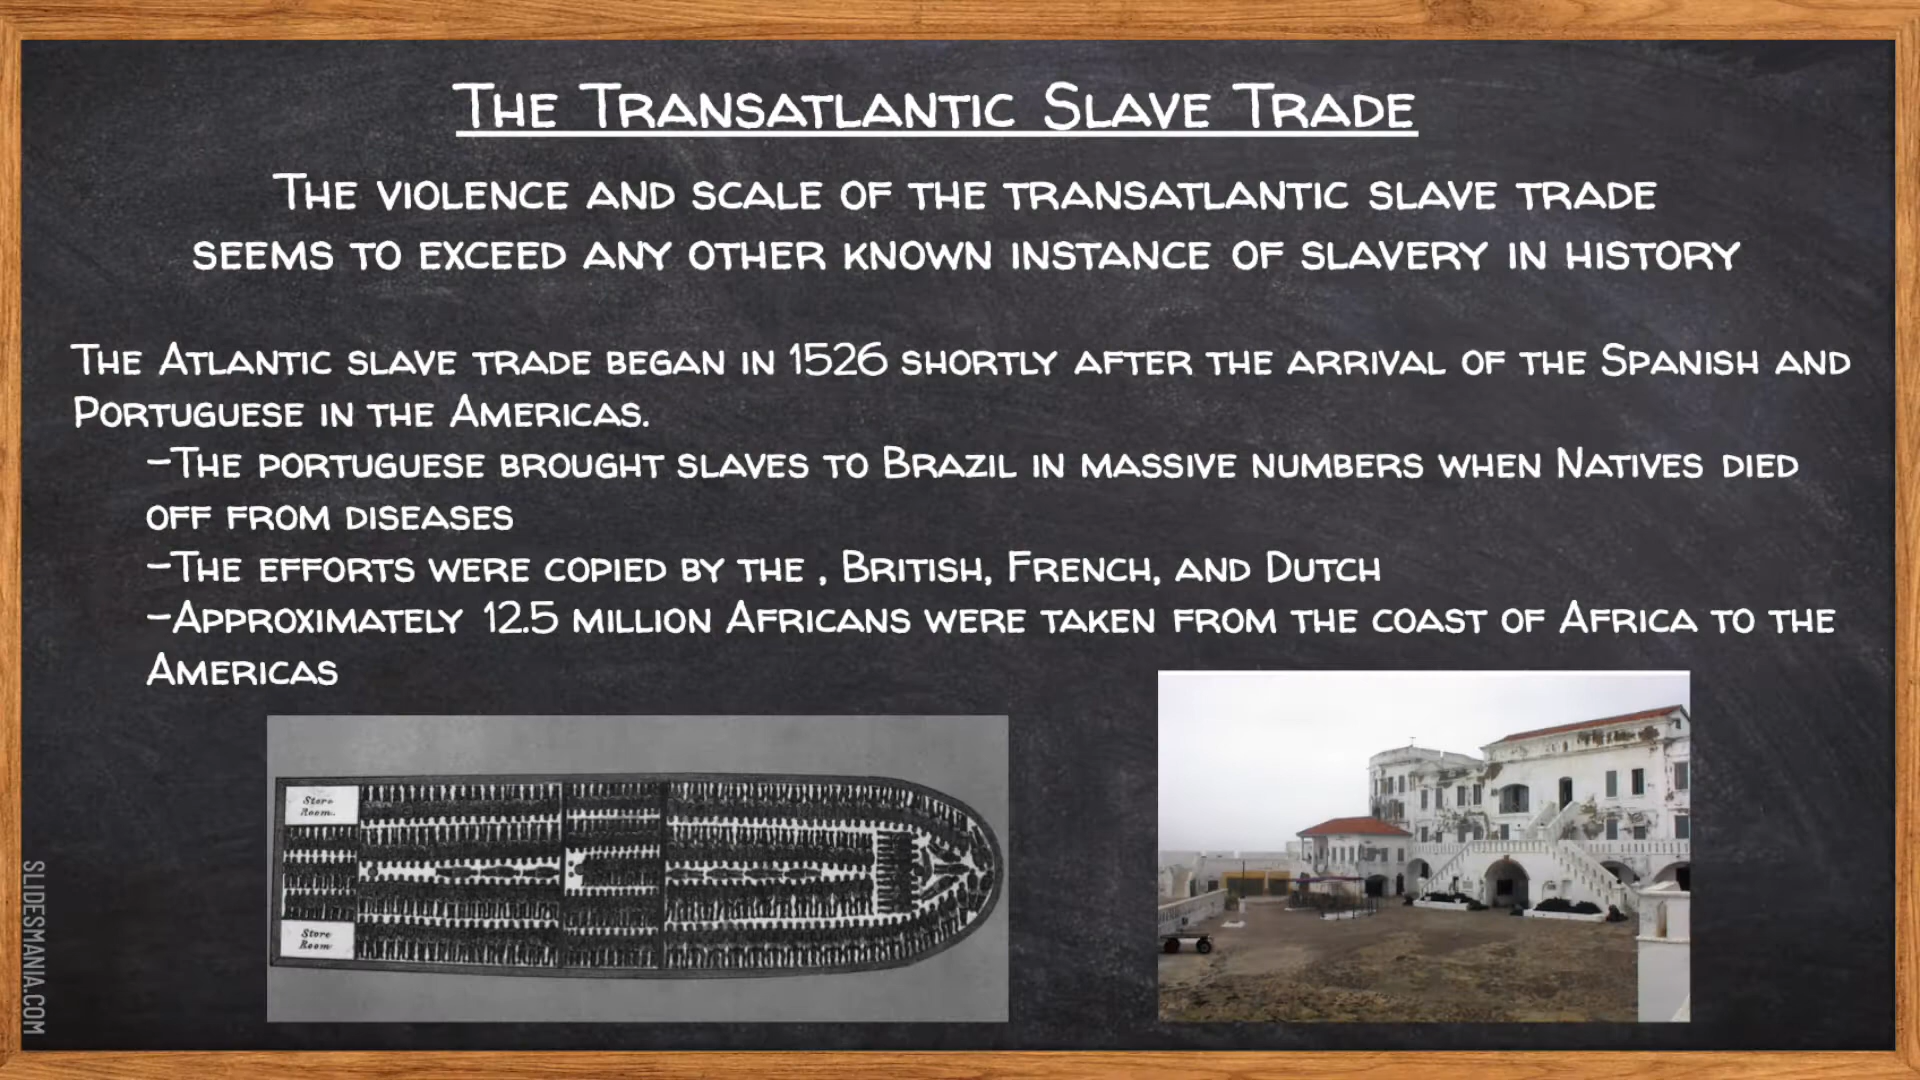 The Transatlantic Slave Trade
The violence and scale of the transatlantic slave trade
seems to exceed any other known instance of slavery in history
The Atlantic slave trade began in 1526 shortly after the arrival of the Spanish and
Portuguese in the Americas.
-The portuguese brought slaves to Brazil in massive numbers when Natives died
off from diseases
-The efforts were copied by the , British, French, and Dutch
-Approximately 12.5 million Africans were taken from the coast of Africa to the
Americas
Store
Room.
Store
Room
SLIDESMANIA.COM